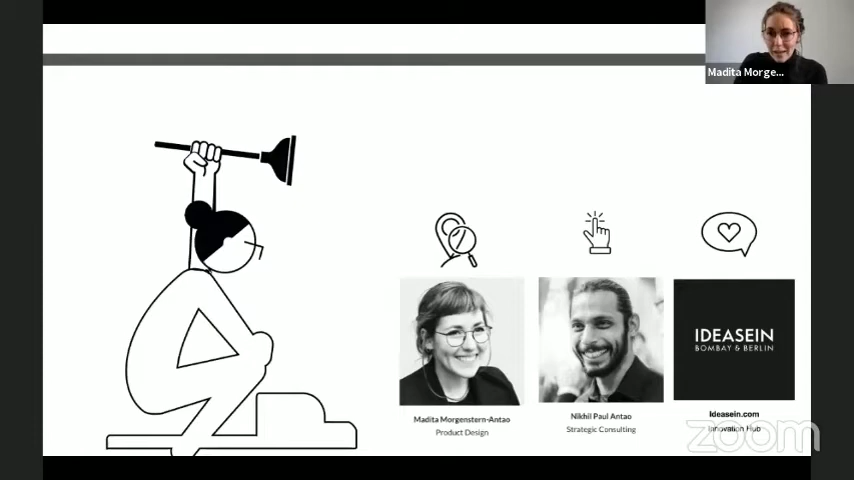 Madita Morge...
IDEASEIN
BOMBAY & BERLIN
Madita Morgenstern-Antao
Product Design
Nikhil Paul Antao
Strategic Consulting
Ideasein.com
Innovation Hub
zoom